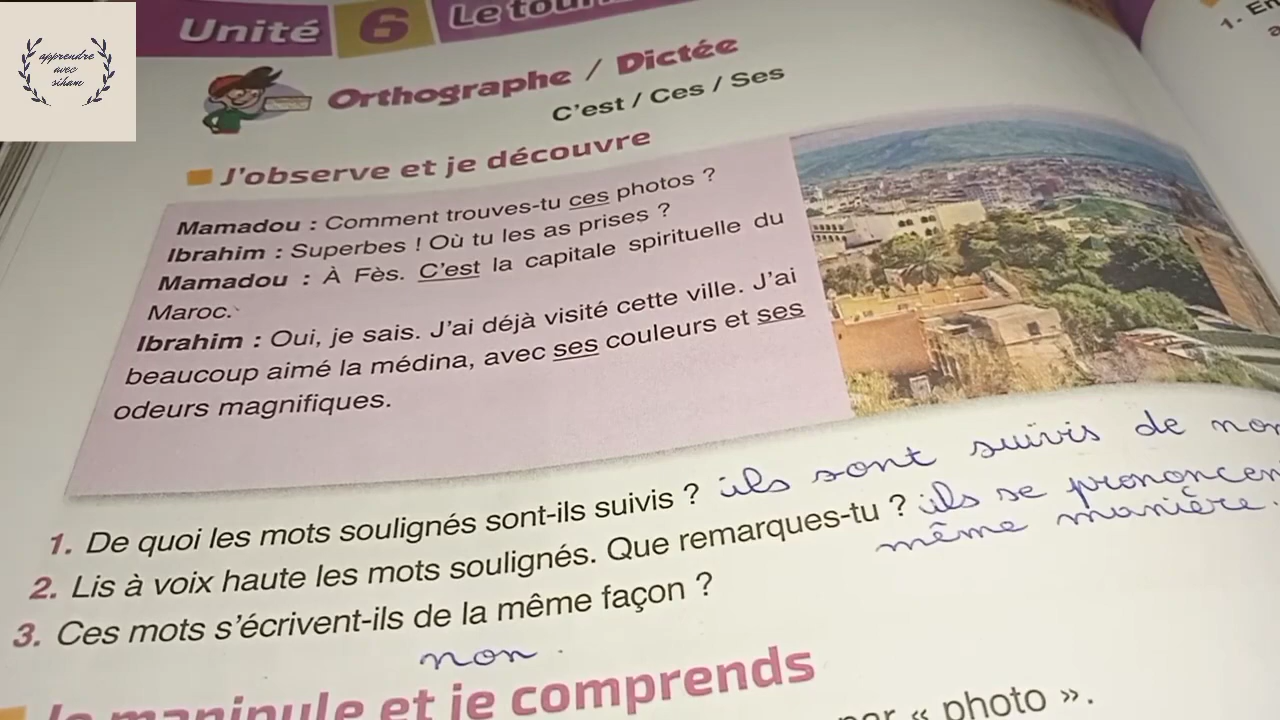 apprendre
avec
siham
Unité 6 Le
1.
Orthographe / Dictée
C'est / Ces / Ses
J'observe et je découvre
Mamadou : Comment trouves-tu ces photos ?
Ibrahim : Superbes ! Où tu les as prises ?
Mamadou : À Fès. C'est la capitale spirituelle du
Maroc.
Ibrahim : Oui, je sais. J'ai déjà visité cette ville. J'ai
beaucoup aimé la médina, avec ses couleurs et ses
odeurs magnifiques.
1. De quoi les mots soulignés sont-ils suivis ? ils sont suivis de
2. Lis à voix haute les mots soulignés. Que remarques-tu ? ils se
même manière
3. Ces mots s'écrivent-ils de la même façon ?
non.
Je manipule et je comprends
« photo ».